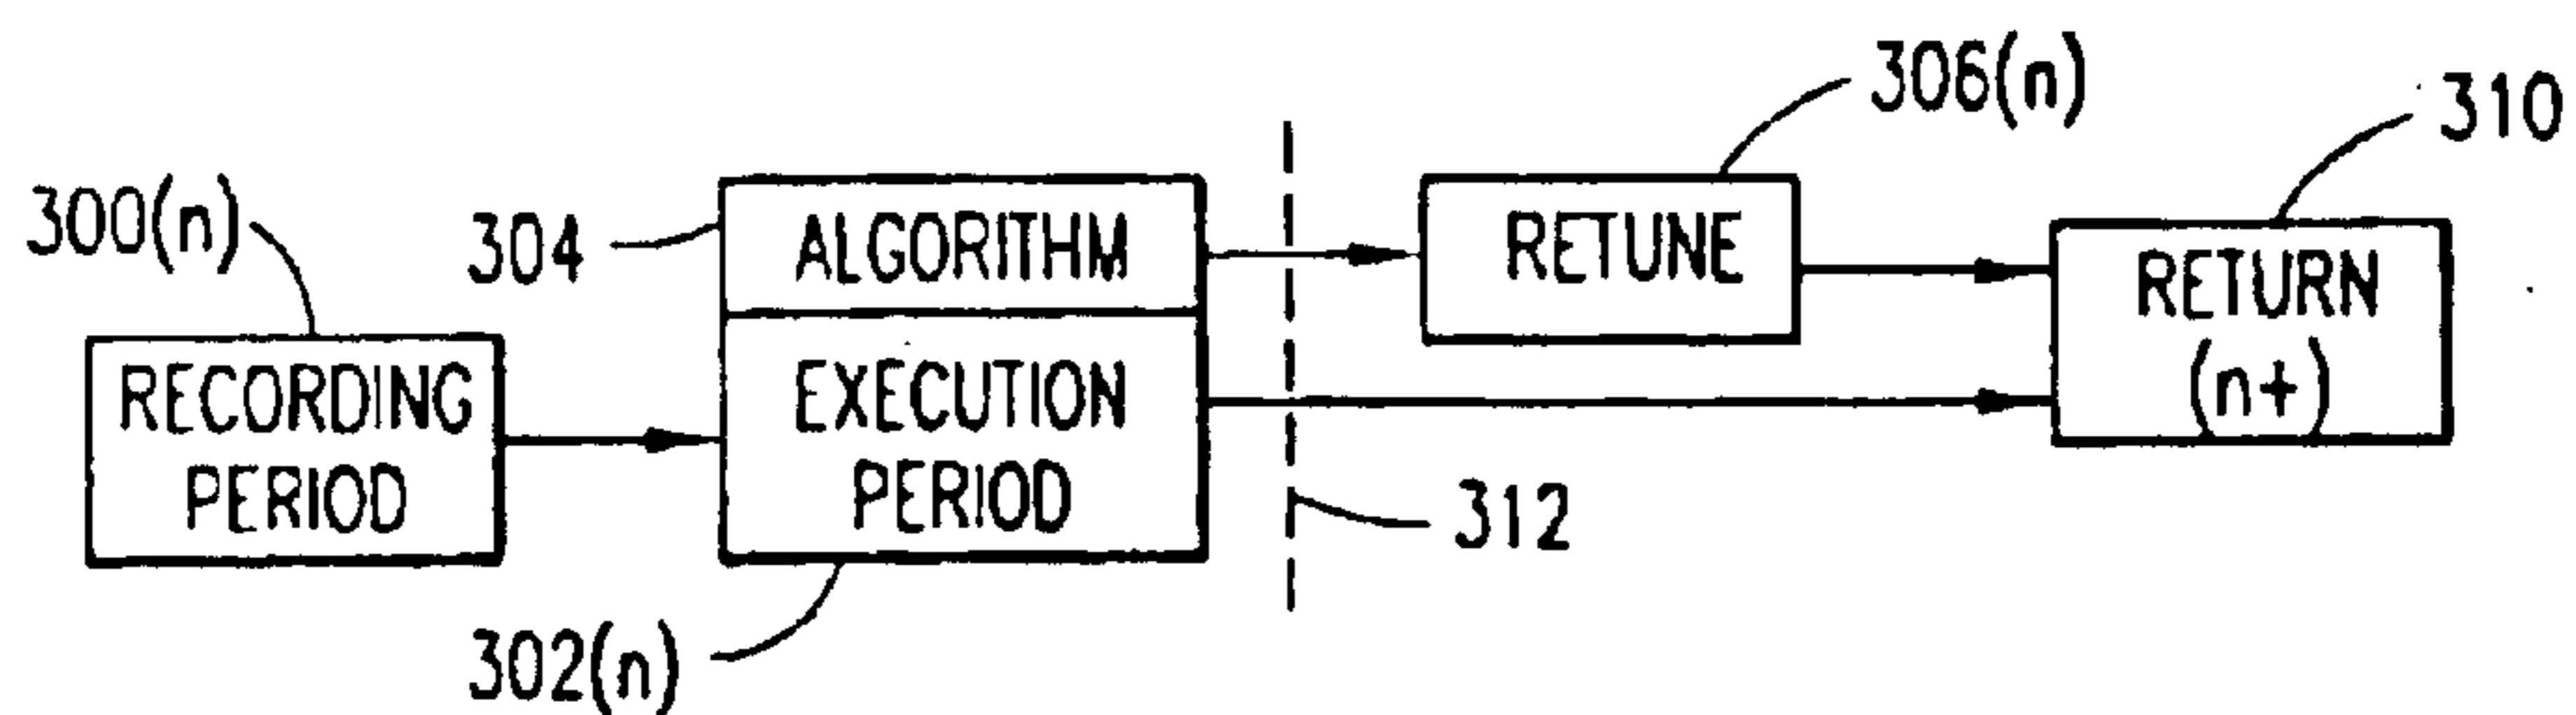 306(n)
310
300(n)
304
ALGORITHM
RETUNE
RETURN
(n+)
RECORDING
PERIOD
EXECUTION
PERIOD
312
302(n)